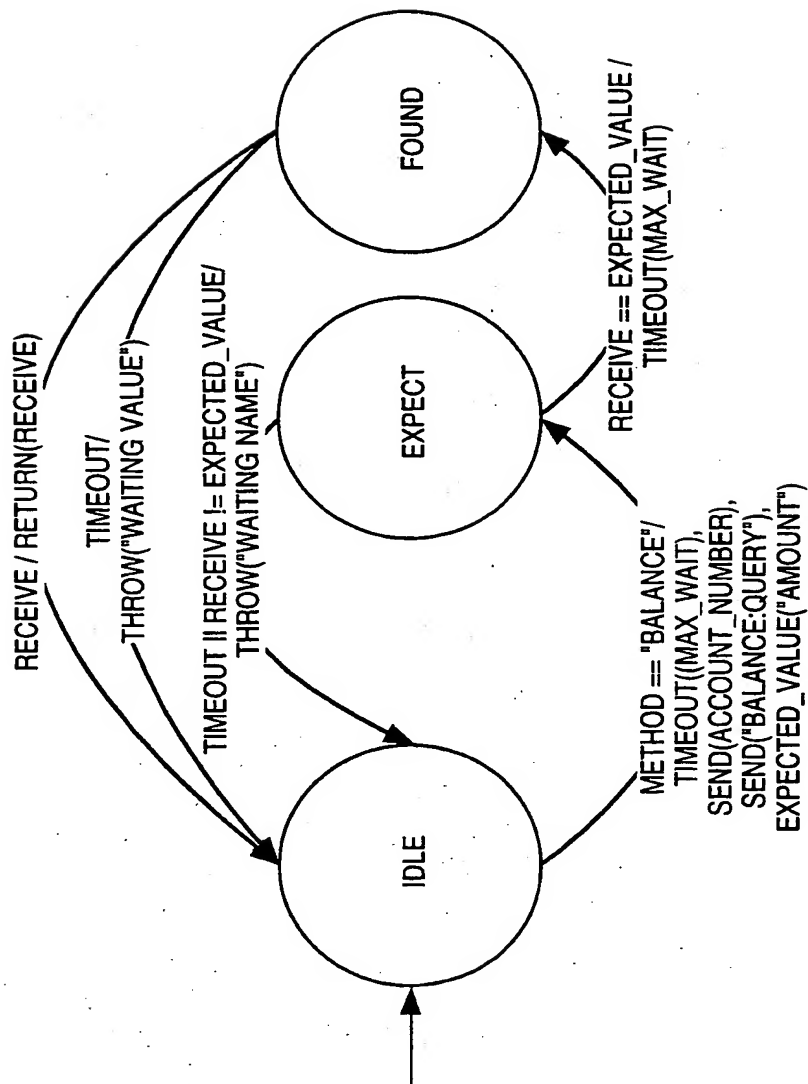 RECEIVE / RETURN(RECEIVE)
TIMEOUT/
THROW("WAITING VALUE")
TIMEOUT || RECEIVE != EXPECTED_VALUE/
THROW("WAITING NAME")
IDLE
EXPECT
FOUND
METHOD == "BALANCE"/
TIMEOUT((MAX_WAIT),
SEND(ACCOUNT_NUMBER),
SEND("BALANCE:QUERY"),
EXPECTED_VALUE("AMOUNT")
RECEIVE == EXPECTED_VALUE /
TIMEOUT(MAX_WAIT)